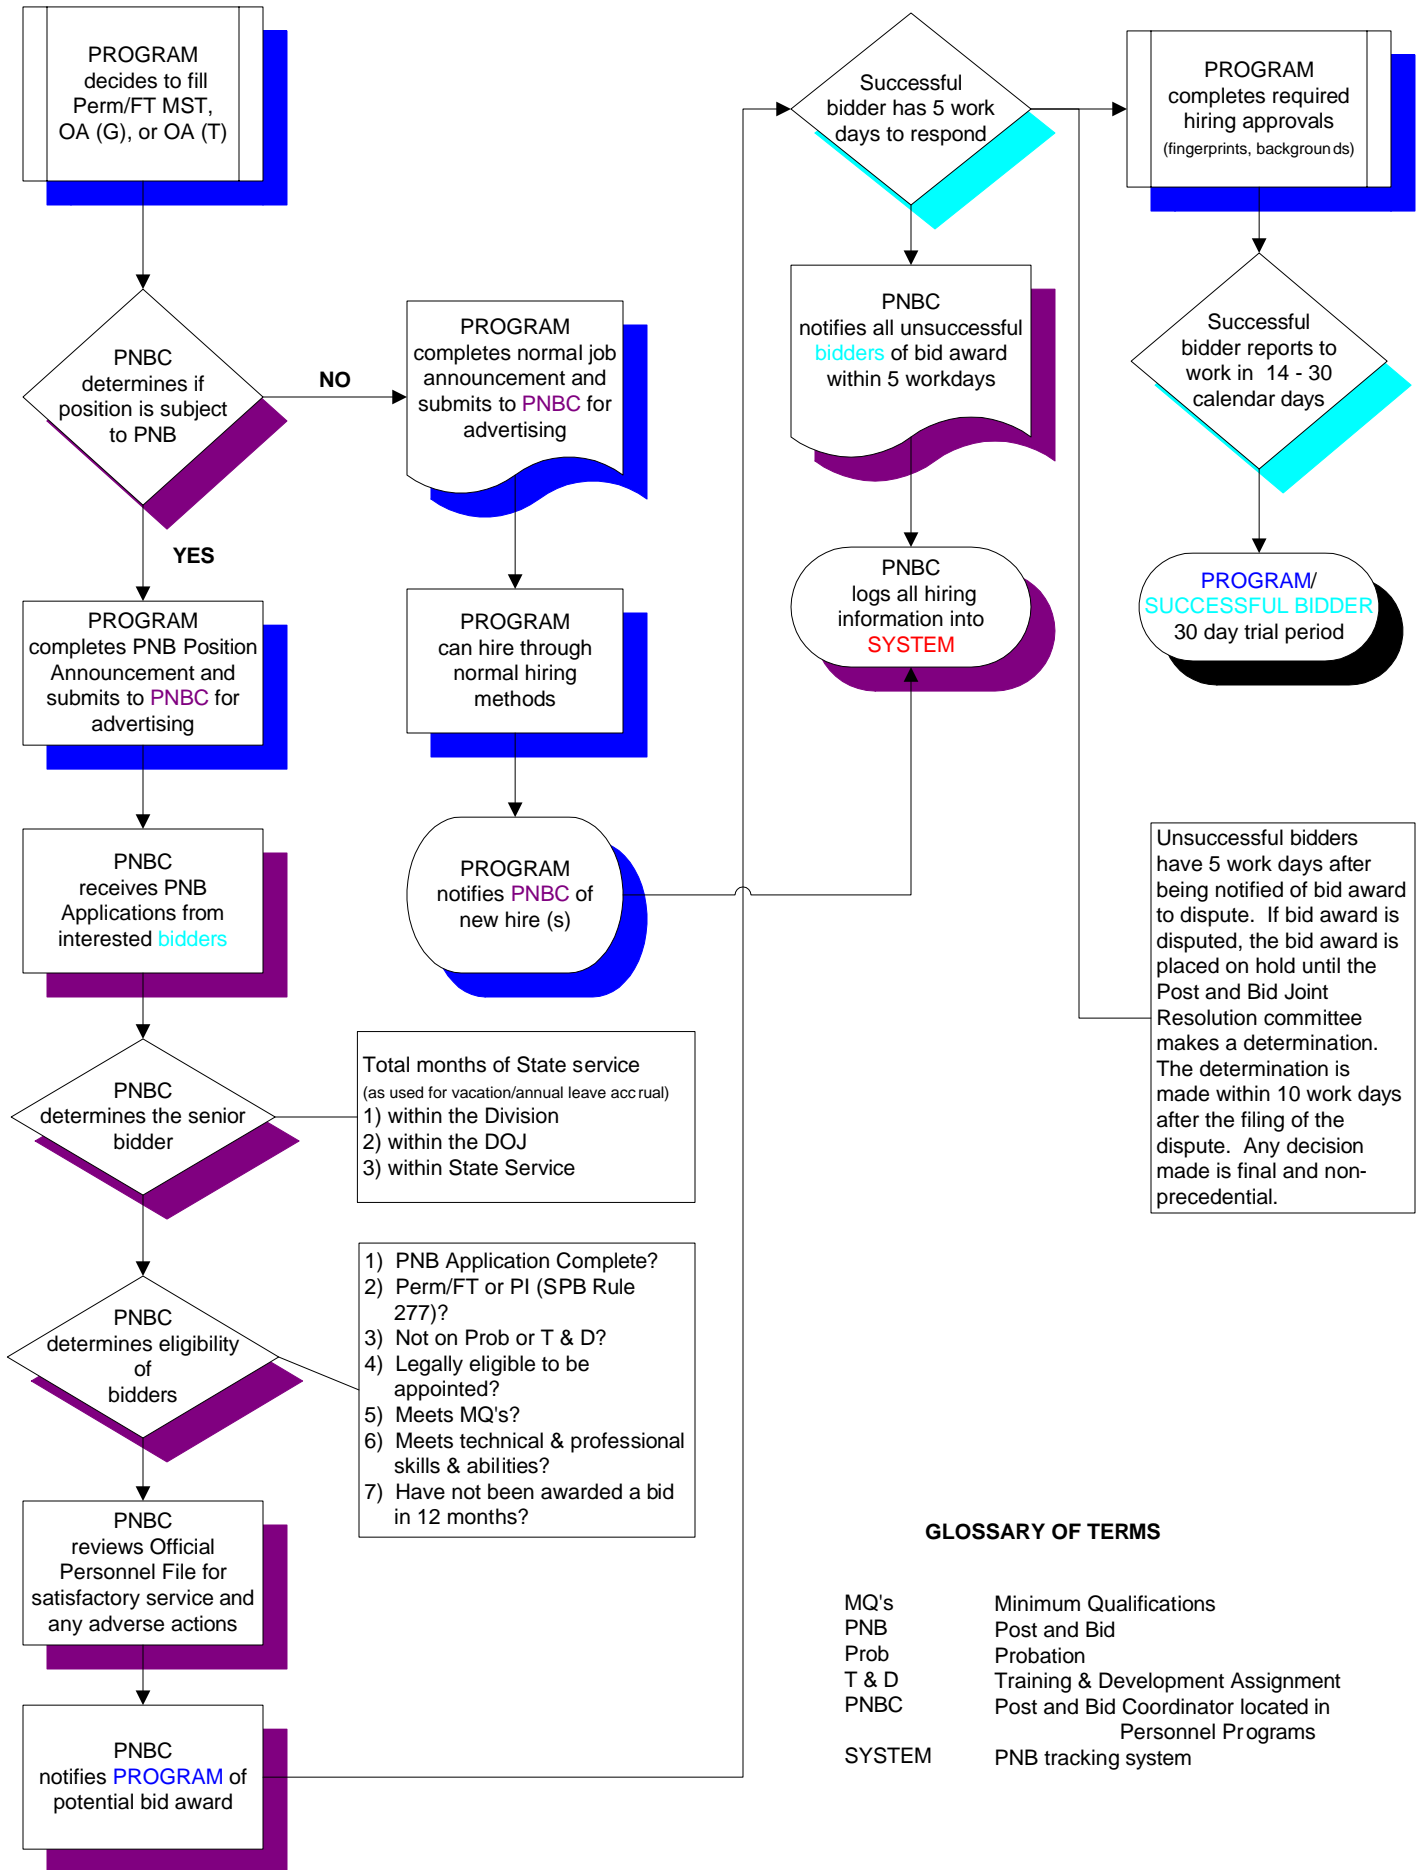 PROGRAM
decides to fill
Perm/FT MST,
OA (G), or OA (T)
PNBC
determines if
position is subject
to PNB
NO
YES
PROGRAM
completes normal job
announcement and
submits to PNBC for
advertising
PROGRAM
can hire through
normal hiring
methods
PROGRAM
notifies PNBC of
new hire (s)
PROGRAM
completes PNB Position
Announcement and
submits to PNBC for
advertising
PNBC
receives PNB
Applications from
interested bidders
PNBC
determines the senior
bidder
Total months of State service
(as used for vacation/annual leave accrual)
1) within the Division
2) within the DOJ
3) within State Service
PNBC
determines eligibility
of
bidders
1) PNB Application Complete?
2) Perm/FT or PI (SPB Rule
277)?
3) Not on Prob or T & D?
4) Legally eligible to be
appointed?
5) Meets MQ's?
6) Meets technical & professional
skills & abilities?
7) Have not been awarded a bid
in 12 months?
PNBC
reviews Official
Personnel File for
satisfactory service and
any adverse actions
PNBC
notifies PROGRAM of
potential bid award
Successful
bidder has 5 work
days to respond
PNBC
notifies all unsuccessful
bidders of bid award
within 5 workdays
PNBC
logs all hiring
information into
SYSTEM
PROGRAM
completes required
hiring approvals
(fingerprints, backgrounds)
Successful
bidder reports to
work in 14 - 30
calendar days
PROGRAM/
SUCCESSFUL BIDDER
30 day trial period
Unsuccessful bidders
have 5 work days after
being notified of bid award
to dispute. If bid award is
disputed, the bid award is
placed on hold until the
Post and Bid Joint
Resolution committee
makes a determination.
The determination is
made within 10 work days
after the filing of the
dispute. Any decision
made is final and non-
precedential.
GLOSSARY OF TERMS
MQ's Minimum Qualifications
PNB Post and Bid
Prob Probation
T & D Training & Development Assignment
PNBC Post and Bid Coordinator located in
Personnel Programs
SYSTEM PNB tracking system